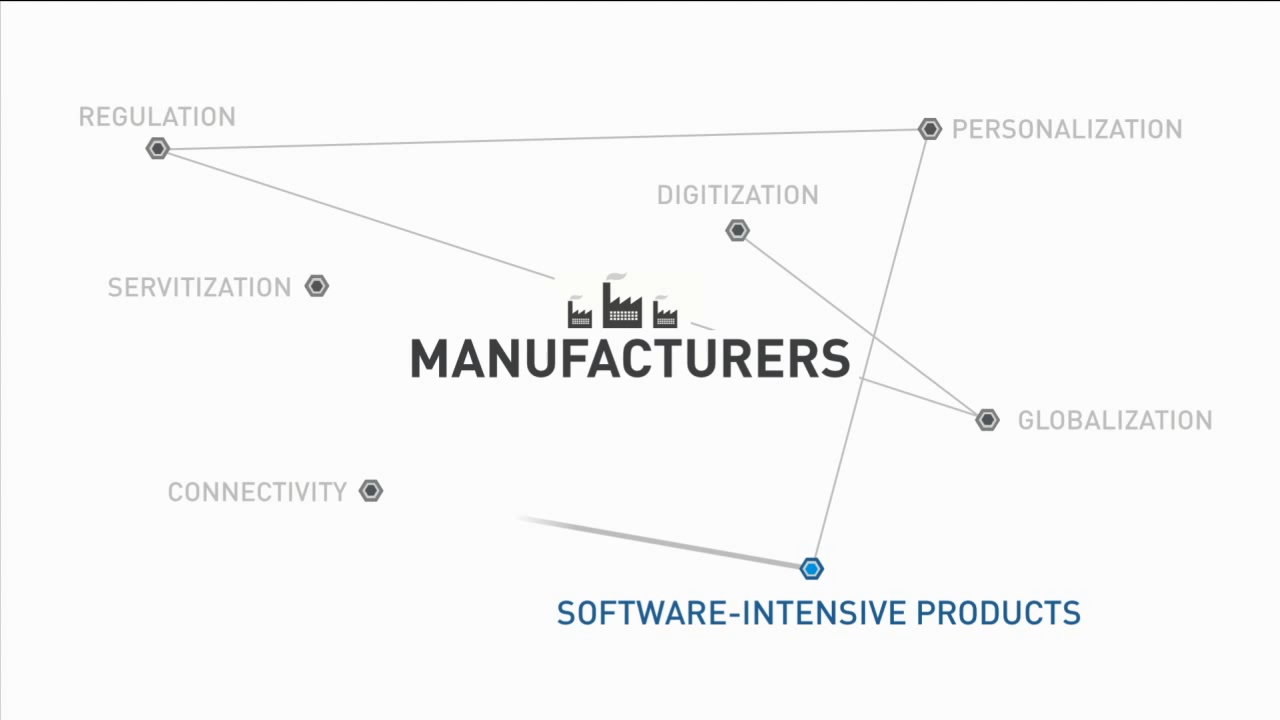 REGULATION
PERSONALIZATION
DIGITIZATION
SERVITIZATION
MANUFACTURERS
GLOBALIZATION
CONNECTIVITY
SOFTWARE-INTENSIVE PRODUCTS